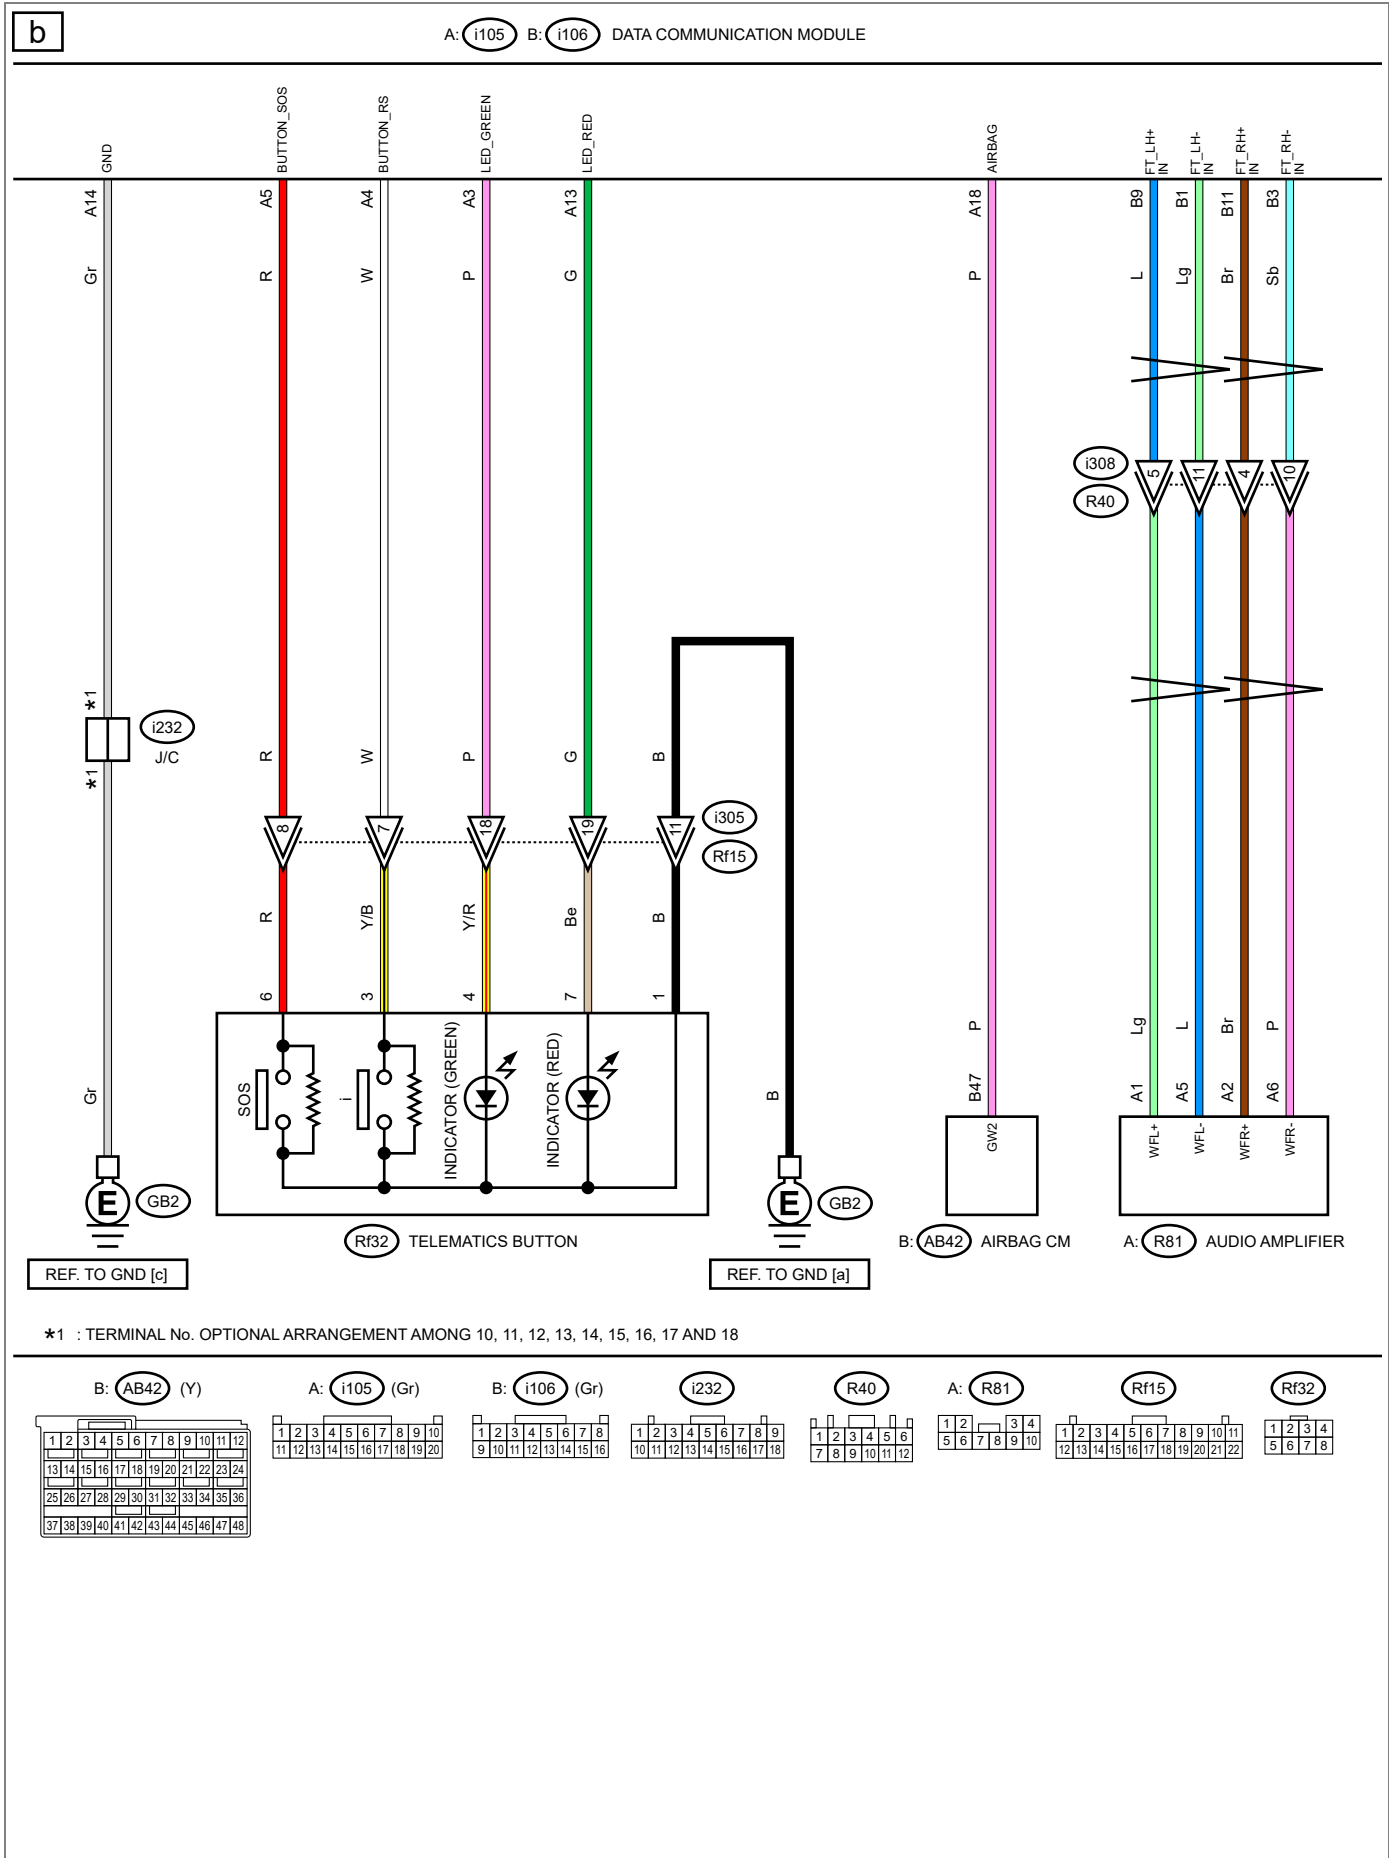 b
A: i105 B: i106 DATA COMMUNICATION MODULE
GND
BUTTON_SOS
BUTTON_RS
LED_GREEN
LED_RED
AIRBAG
FT_LH+ IN
FT_LH- IN
FT_RH+ IN
FT_RH- IN
A14 A5 A4 A3 A13 A18 B9 B1 B11 B3
Gr R W P G P L Lg Br Sb
i308
5 11 4 10
R40
*1
i232
J/C
*1
R W P G B
i305
8 7 18 19 11
Rf15
R Y/B Y/R Be B
6 3 4 7 1
Lg L Br P
P
B47
A1 A5 A2 A6
SOS
i
INDICATOR (GREEN)
INDICATOR (RED)
Gr
B
GW2
WFL+
WFL-
WFR+
WFR-
E GB2
E GB2
Rf32 TELEMATICS BUTTON
B: AB42 AIRBAG CM
A: R81 AUDIO AMPLIFIER
REF. TO GND [c]
REF. TO GND [a]
*1 : TERMINAL No. OPTIONAL ARRANGEMENT AMONG 10, 11, 12, 13, 14, 15, 16, 17 AND 18
B: AB42 (Y)
1 2 3 4 5 6 7 8 9 10 11 12
13 14 15 16 17 18 19 20 21 22 23 24
25 26 27 28 29 30 31 32 33 34 35 36
37 38 39 40 41 42 43 44 45 46 47 48
A: i105 (Gr)
1 2 3 4 5 6 7 8 9 10
11 12 13 14 15 16 17 18 19 20
B: i106 (Gr)
1 2 3 4 5 6 7 8
9 10 11 12 13 14 15 16
i232
1 2 3 4 5 6 7 8 9
10 11 12 13 14 15 16 17 18
R40
1 2 3 4 5 6
7 8 9 10 11 12
A: R81
1 2 3 4
5 6 7 8 9 10
Rf15
1 2 3 4 5 6 7 8 9 10 11
12 13 14 15 16 17 18 19 20 21 22
Rf32
1 2 3 4
5 6 7 8